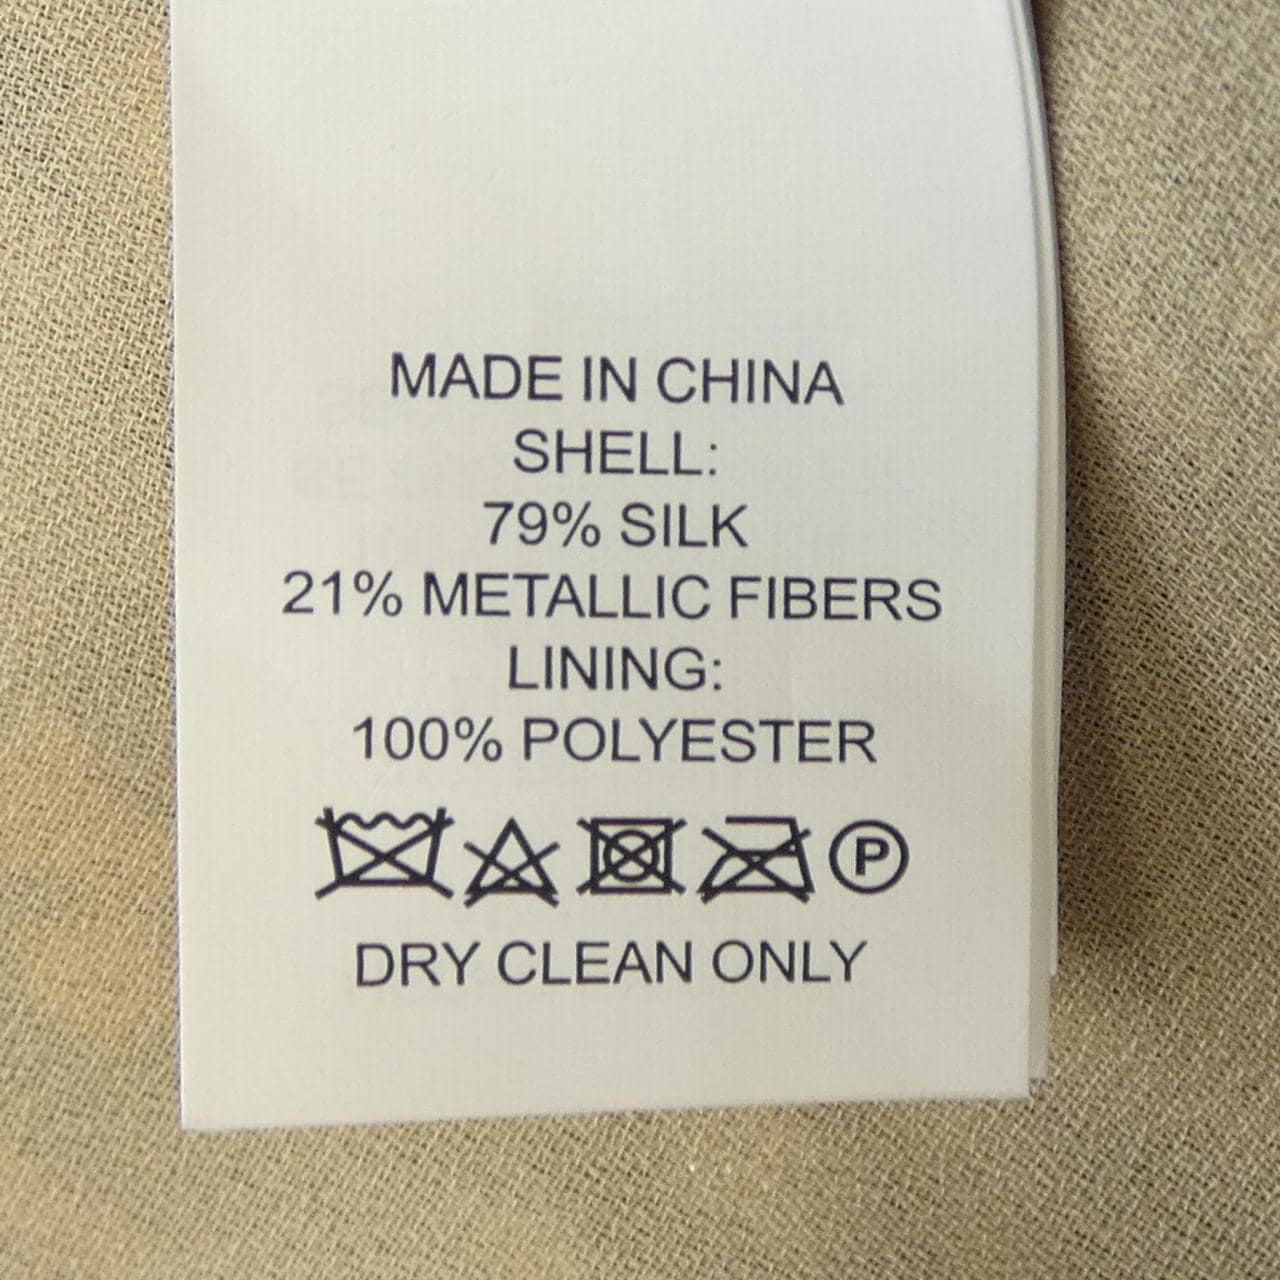 MADE IN CHINA
SHELL:
79% SILK
21% METALLIC FIBERS
LINING:
100% POLYESTER
P
DRY CLEAN ONLY